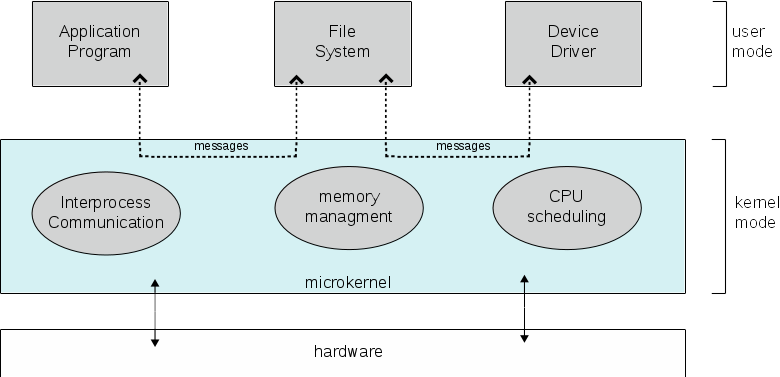 Application
Program
File
System
Device
Driver
user
mode
messages
messages
Interprocess
Communication
memory
managment
CPU
scheduling
kernel
mode
microkernel
hardware